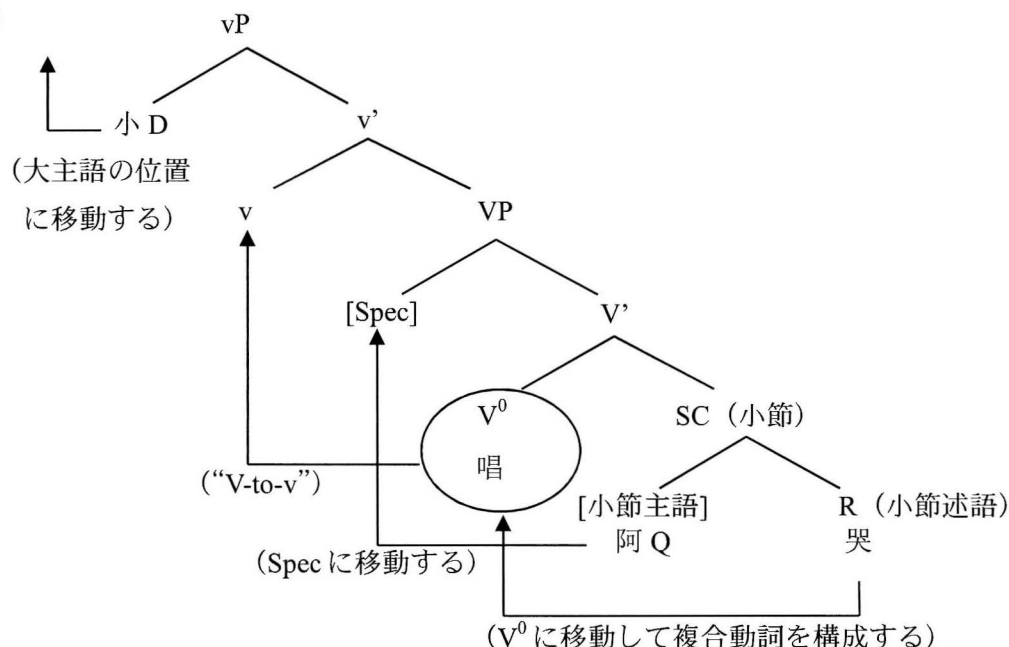 vP
小 D
v’
（大主語の位置
に移動する）
v
VP
[Spec]
V’
V⁰
SC（小節）
唱
（“V-to-v”）
[小節主語]
R（小節述語）
阿 Q
哭
（Spec に移動する）
（V⁰ に移動して複合動詞を構成する）